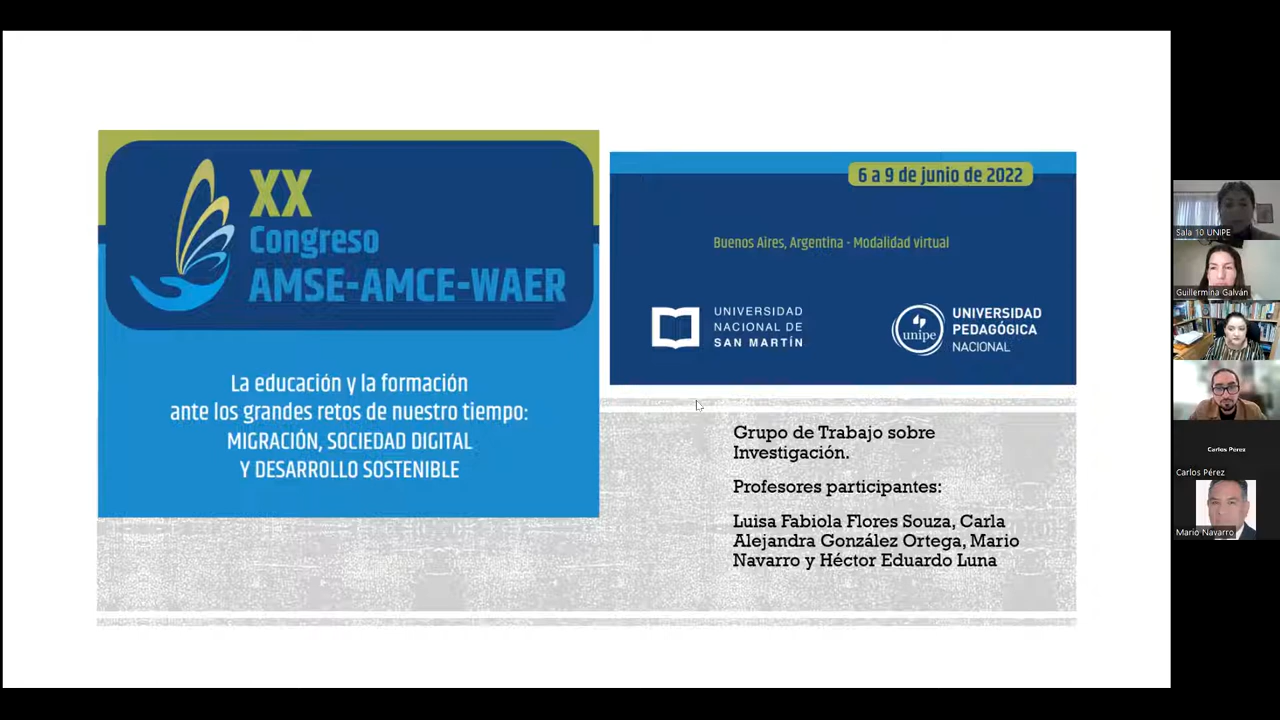 XX
Congreso
AMSE-AMCE-WAER
La educación y la formación
ante los grandes retos de nuestro tiempo:
MIGRACIÓN, SOCIEDAD DIGITAL
Y DESARROLLO SOSTENIBLE
6 a 9 de junio de 2022
Buenos Aires, Argentina - Modalidad virtual
UNIVERSIDAD
NACIONAL DE
SAN MARTÍN
unipe
UNIVERSIDAD
PEDAGÓGICA
NACIONAL
Grupo de Trabajo sobre
Investigación.
Profesores participantes:
Luisa Fabiola Flores Souza, Carla
Alejandra González Ortega, Mario
Navarro y Héctor Eduardo Luna
Sala 10 UNIPE
Guillermina Galván
Carlos Pérez
Carlos Pérez
Mario Navarro